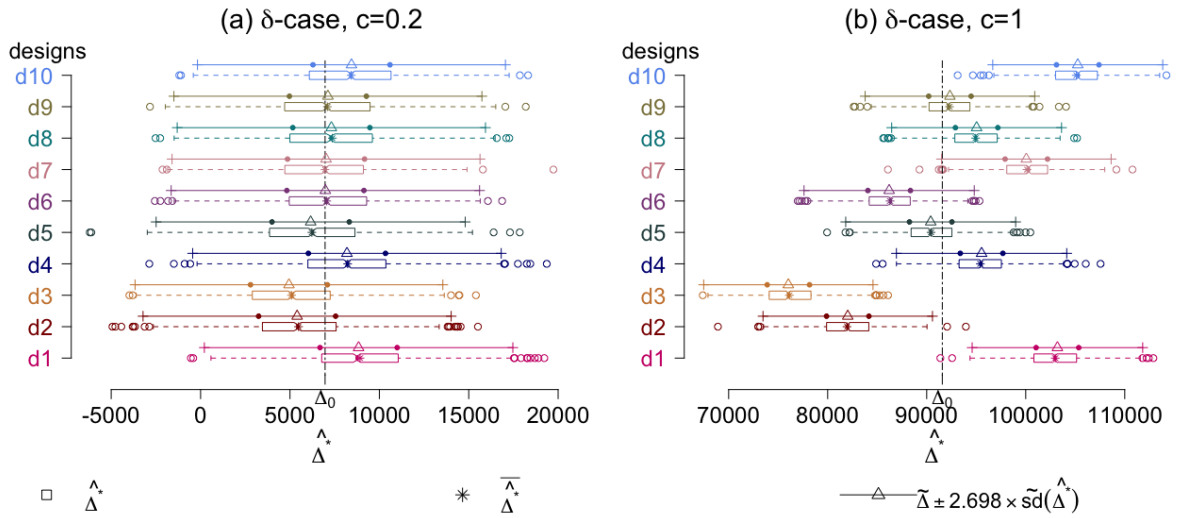 (a) δ-case, c=0.2
designs
d10
d9
d8
d7
d6
d5
d4
d3
d2
d1
-5000 0 5000 10000 15000 20000
Δ₀
Δ̂*
(b) δ-case, c=1
designs
d10
d9
d8
d7
d6
d5
d4
d3
d2
d1
70000 80000 90000 100000 110000
Δ₀
Δ̂*
Δ̂* \overline{Δ̂*} Δ̃ ± 2.698 × s̃d(Δ̂*)